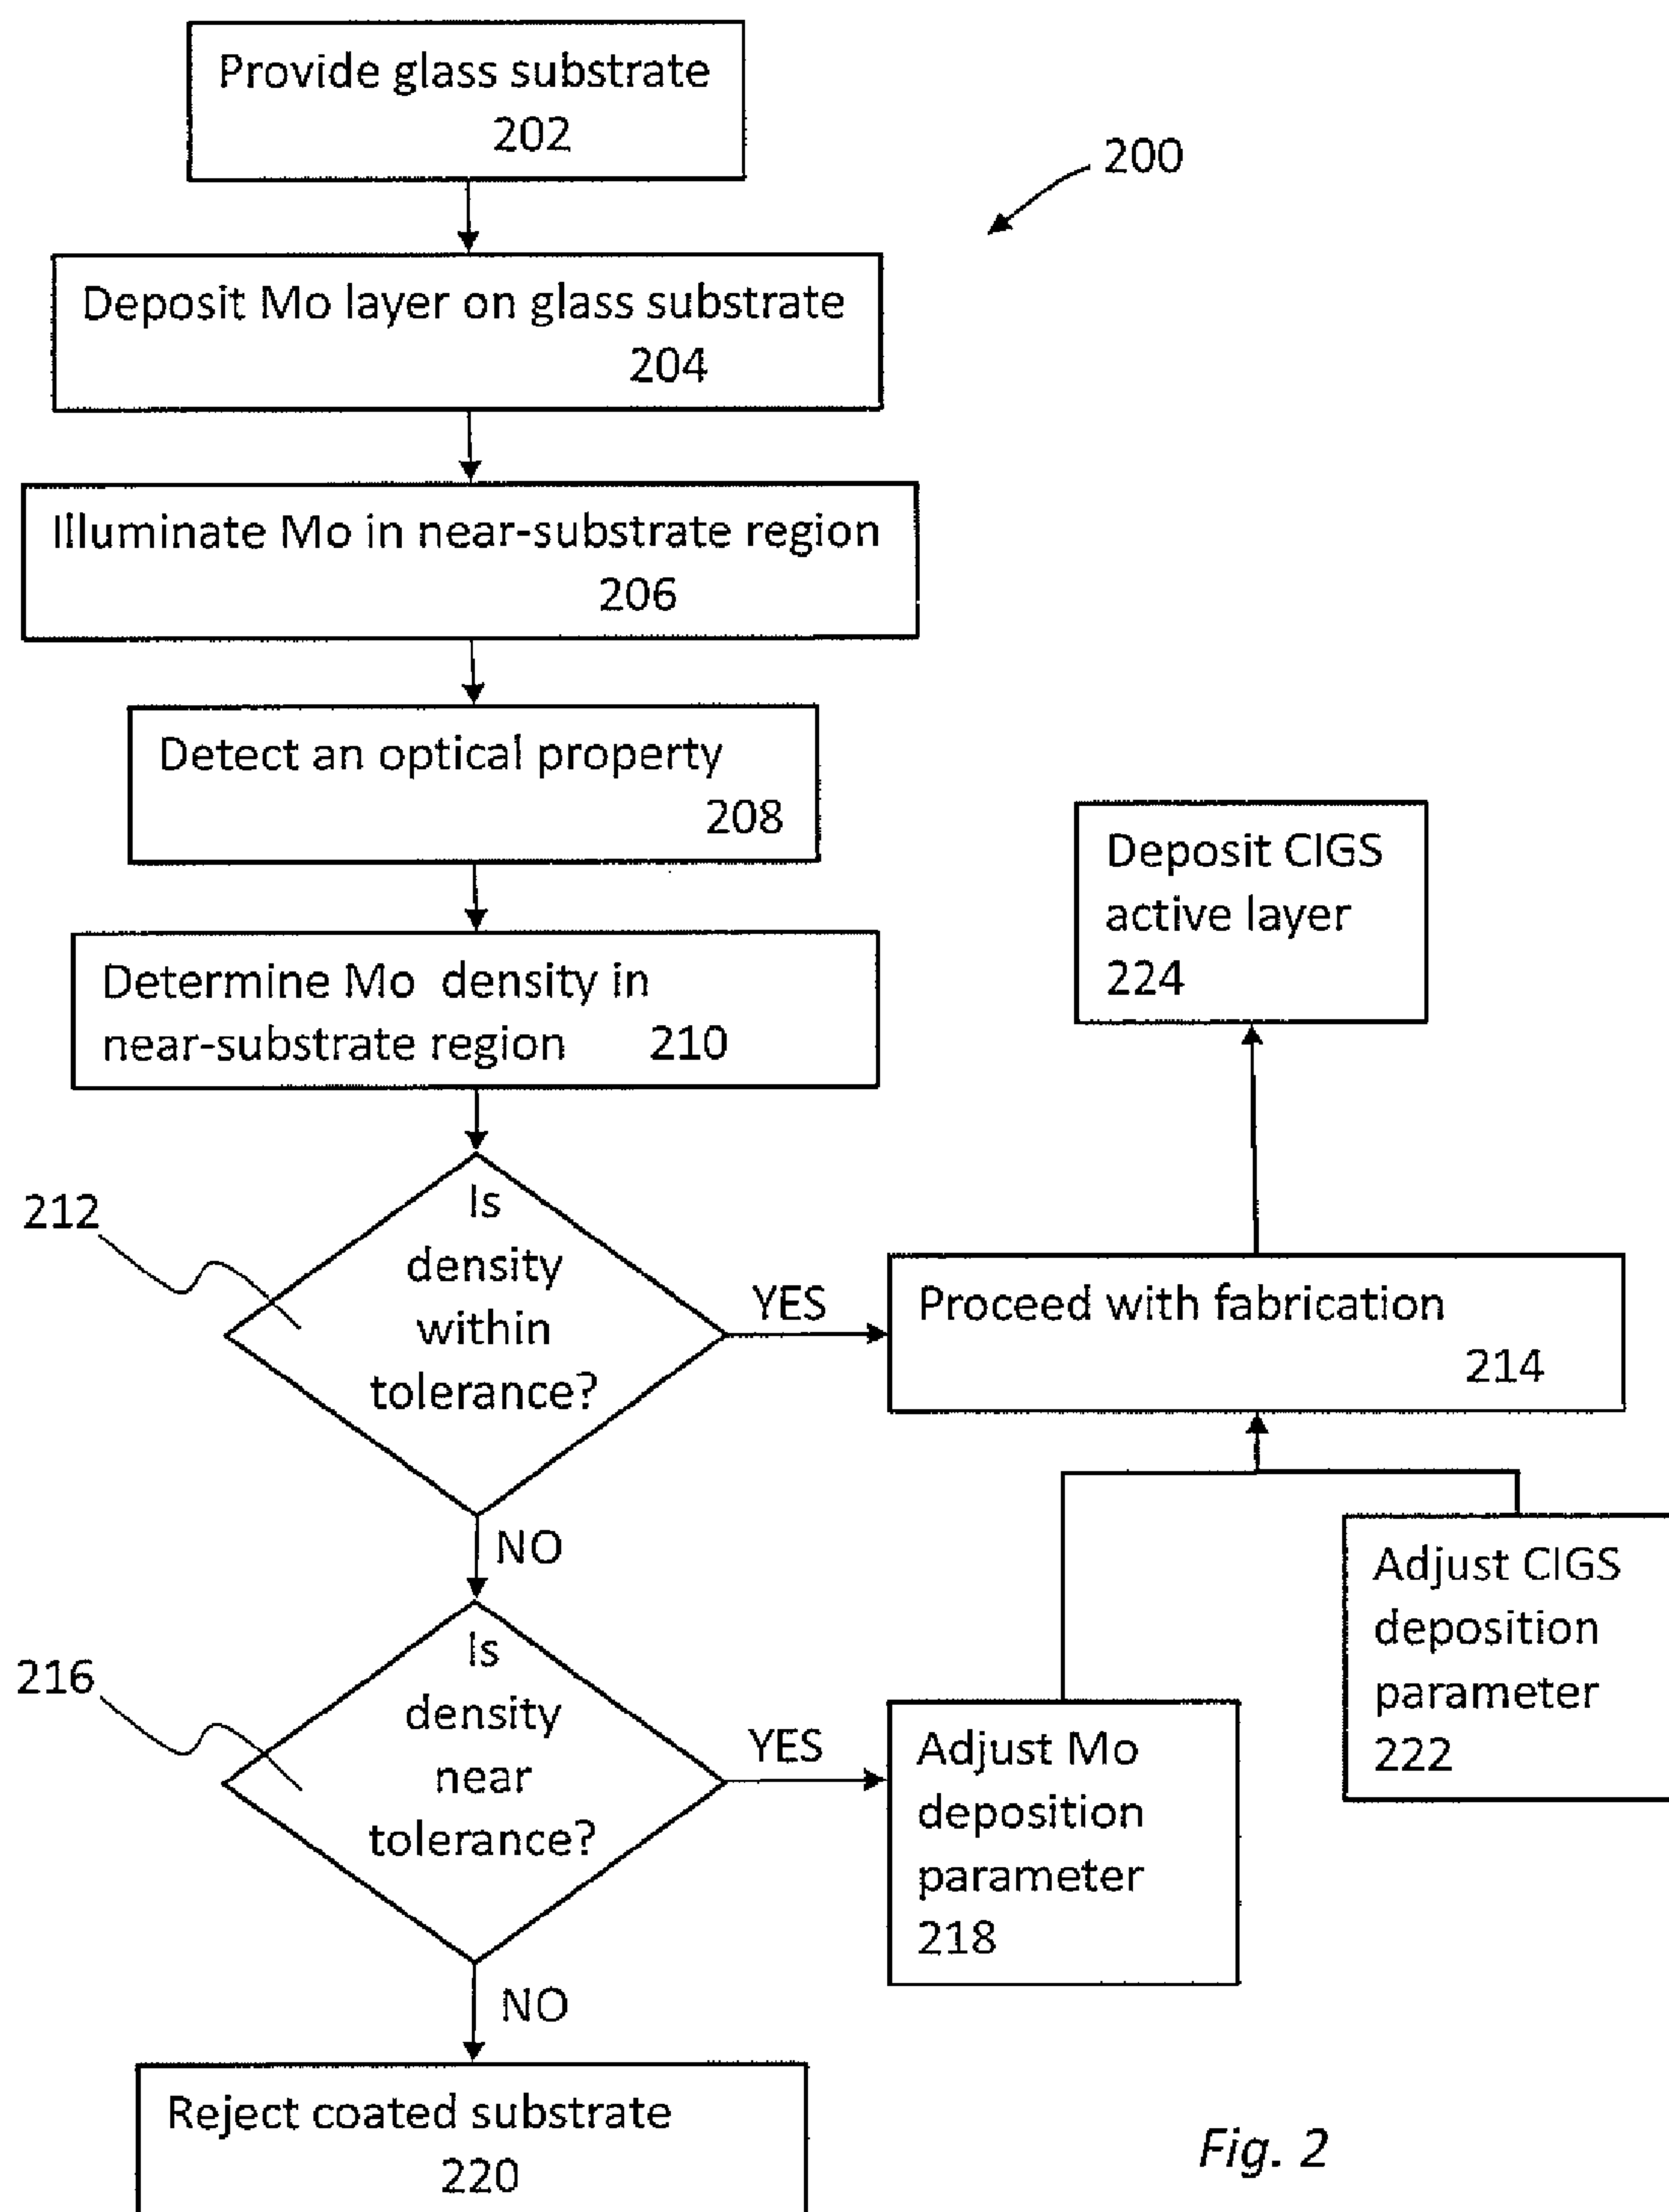 Provide glass substrate
202
200
Deposit Mo layer on glass substrate
204
Illuminate Mo in near-substrate region
206
Detect an optical property
208
Determine Mo density in
near-substrate region 210
Deposit CIGS
active layer
224
212
Is
density
within
tolerance?
YES
Proceed with fabrication
214
NO
216
Is
density
near
tolerance?
YES
Adjust Mo
deposition
parameter
218
Adjust CIGS
deposition
parameter
222
NO
Reject coated substrate
220
Fig. 2